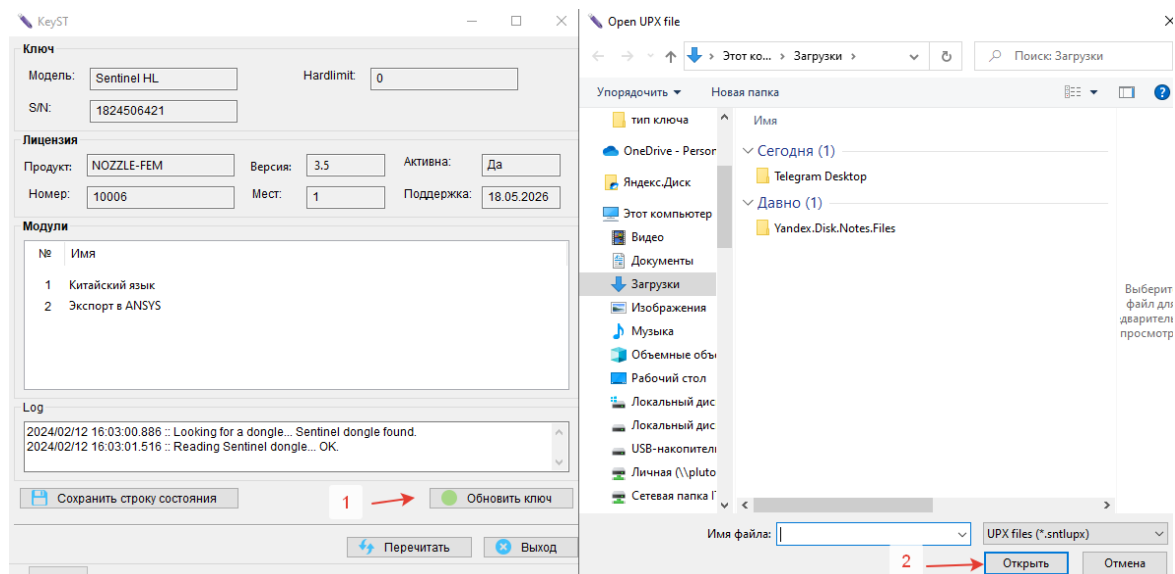 KeyST
Ключ
Модель: Sentinel HL Hardlimit: 0
S/N: 1824506421
Лицензия
Продукт: NOZZLE-FEM Версия: 3.5 Активна: Да
Номер: 10006 Мест: 1 Поддержка: 18.05.2026
Модули
№ Имя
1 Китайский язык
2 Экспорт в ANSYS
Log
2024/02/12 16:03:00.886 :: Looking for a dongle... Sentinel dongle found.
2024/02/12 16:03:01.516 :: Reading Sentinel dongle... OK.
Сохранить строку состояния 1 Обновить ключ
Перечитать Выход
Open UPX file
Этот ко... Загрузки Поиск: Загрузки
Упорядочить Новая папка
тип ключа
OneDrive - Person
Яндекс.Диск
Этот компьютер
Видео
Документы
Загрузки
Изображения
Музыка
Объемные объ
Рабочий стол
Локальный дис
Локальный дис
USB-накопител
Личная (\\pluto
Сетевая папка
Имя
Сегодня (1)
Telegram Desktop
Давно (1)
Yandex.Disk.Notes.Files
Выберит
файл для
дварител
просмотр
Имя файла: UPX files (*.sntlupx)
2 Открыть Отмена